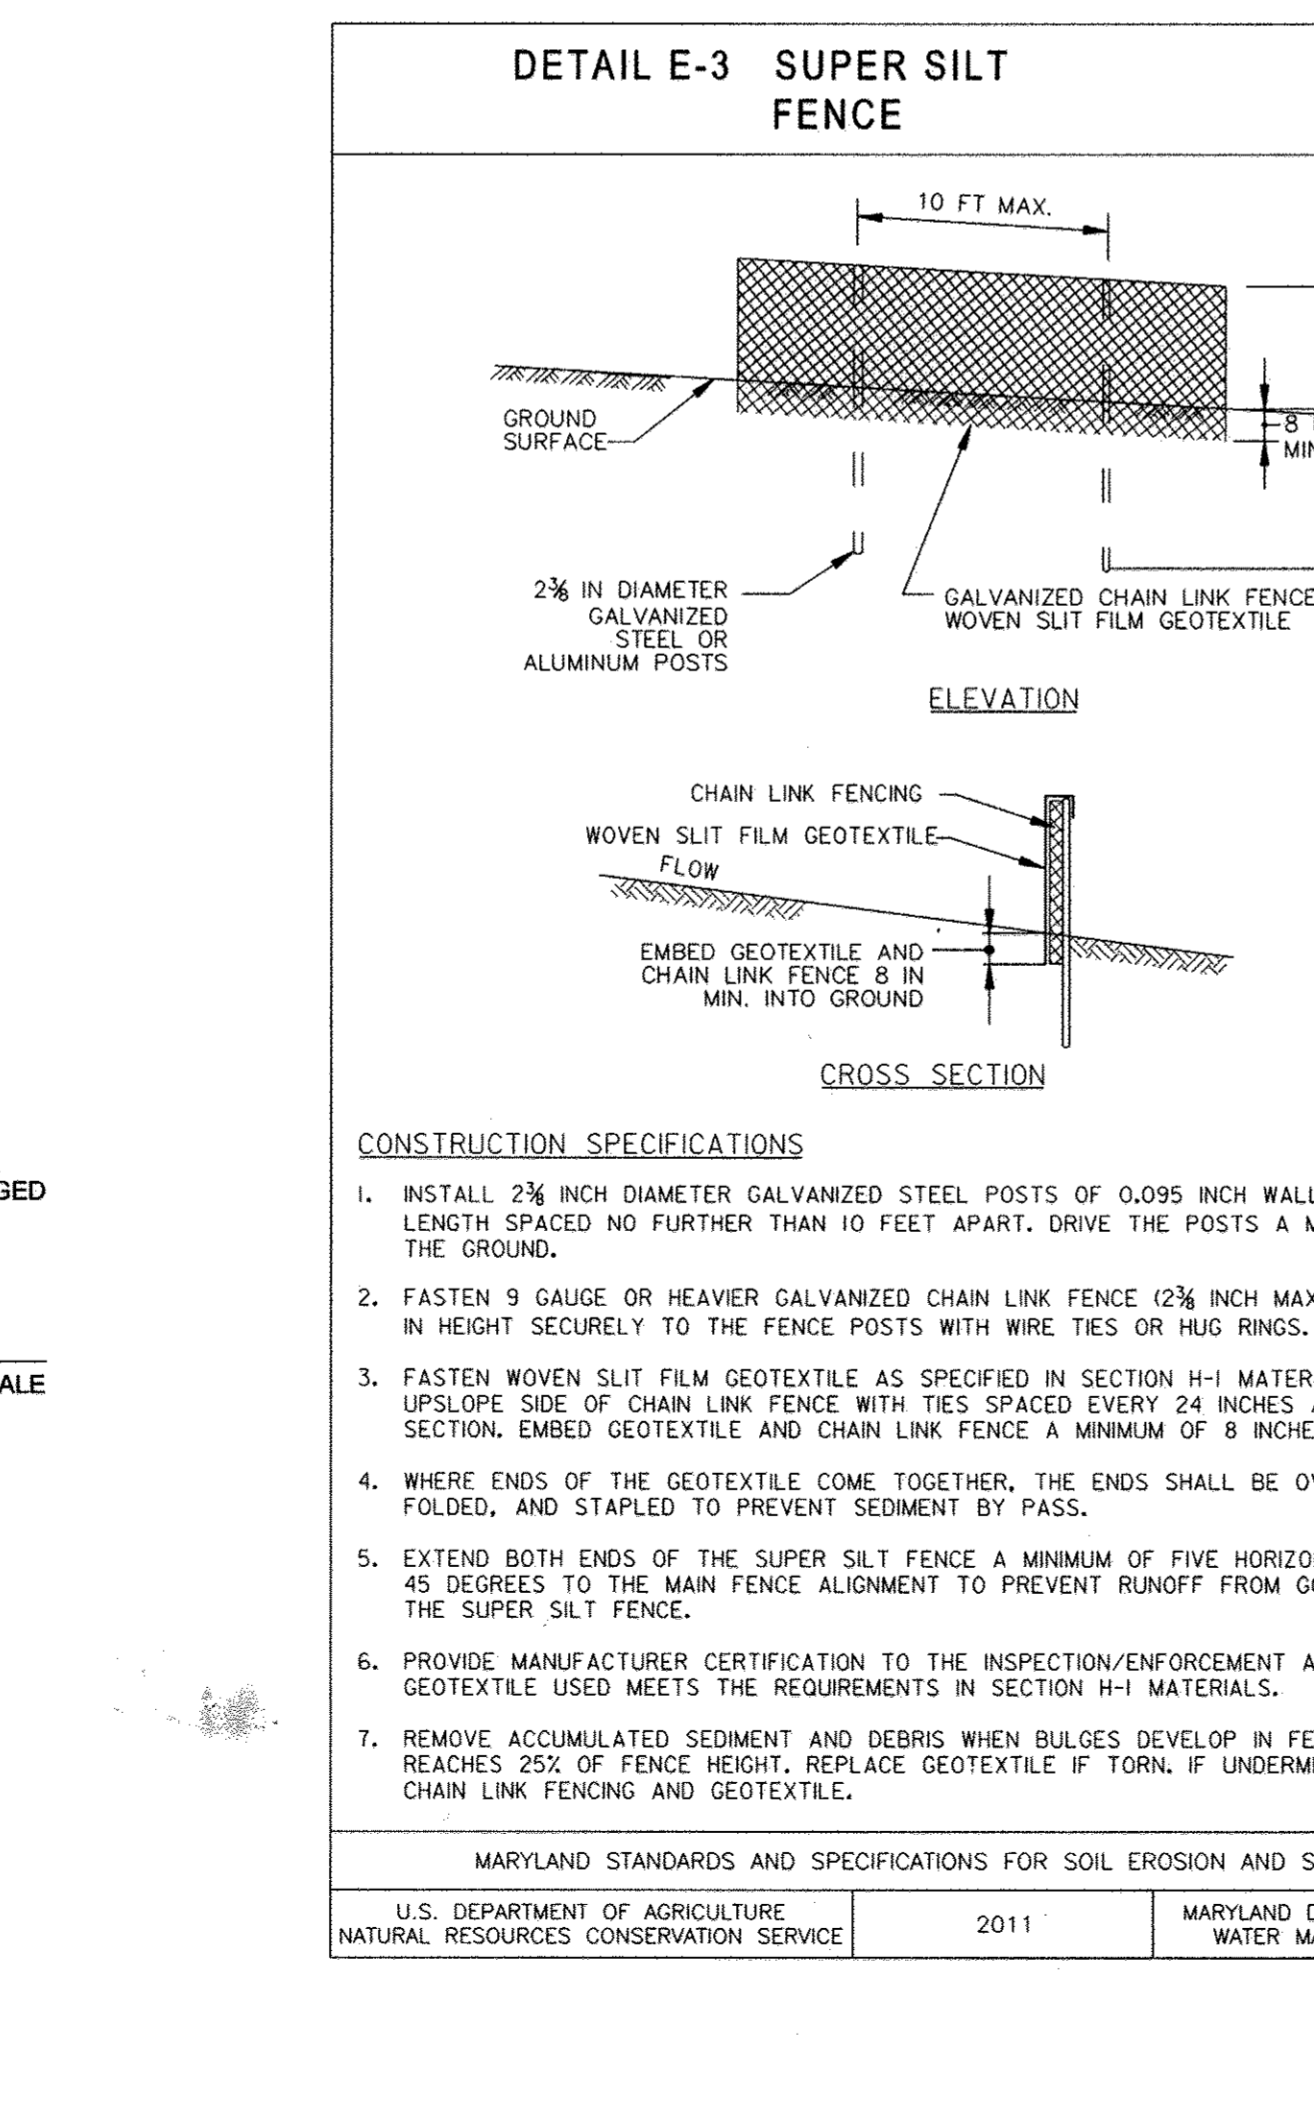 DETAIL E-3 SUPER SILT
FENCE
10 FT MAX.
GROUND
SURFACE
8
MIN
2⅜ IN DIAMETER
GALVANIZED
STEEL OR
ALUMINUM POSTS
GALVANIZED CHAIN LINK FENCE
WOVEN SLIT FILM GEOTEXTILE
ELEVATION
CHAIN LINK FENCING
WOVEN SLIT FILM GEOTEXTILE
FLOW
EMBED GEOTEXTILE AND
CHAIN LINK FENCE 8 IN
MIN. INTO GROUND
CROSS SECTION
CONSTRUCTION SPECIFICATIONS
GED
1. INSTALL 2⅜ INCH DIAMETER GALVANIZED STEEL POSTS OF 0.095 INCH WALL
LENGTH SPACED NO FURTHER THAN 10 FEET APART. DRIVE THE POSTS A M
THE GROUND.
2. FASTEN 9 GAUGE OR HEAVIER GALVANIZED CHAIN LINK FENCE (2⅜ INCH MAX
IN HEIGHT SECURELY TO THE FENCE POSTS WITH WIRE TIES OR HUG RINGS.
ALE
3. FASTEN WOVEN SLIT FILM GEOTEXTILE AS SPECIFIED IN SECTION H-1 MATER
UPSLOPE SIDE OF CHAIN LINK FENCE WITH TIES SPACED EVERY 24 INCHES A
SECTION. EMBED GEOTEXTILE AND CHAIN LINK FENCE A MINIMUM OF 8 INCHE
4. WHERE ENDS OF THE GEOTEXTILE COME TOGETHER, THE ENDS SHALL BE OV
FOLDED, AND STAPLED TO PREVENT SEDIMENT BY PASS.
5. EXTEND BOTH ENDS OF THE SUPER SILT FENCE A MINIMUM OF FIVE HORIZO
45 DEGREES TO THE MAIN FENCE ALIGNMENT TO PREVENT RUNOFF FROM GO
THE SUPER SILT FENCE.
6. PROVIDE MANUFACTURER CERTIFICATION TO THE INSPECTION/ENFORCEMENT A
GEOTEXTILE USED MEETS THE REQUIREMENTS IN SECTION H-1 MATERIALS.
7. REMOVE ACCUMULATED SEDIMENT AND DEBRIS WHEN BULGES DEVELOP IN FE
REACHES 25% OF FENCE HEIGHT. REPLACE GEOTEXTILE IF TORN. IF UNDERMI
CHAIN LINK FENCING AND GEOTEXTILE.
MARYLAND STANDARDS AND SPECIFICATIONS FOR SOIL EROSION AND S
U.S. DEPARTMENT OF AGRICULTURE
NATURAL RESOURCES CONSERVATION SERVICE
2011
MARYLAND D
WATER MA